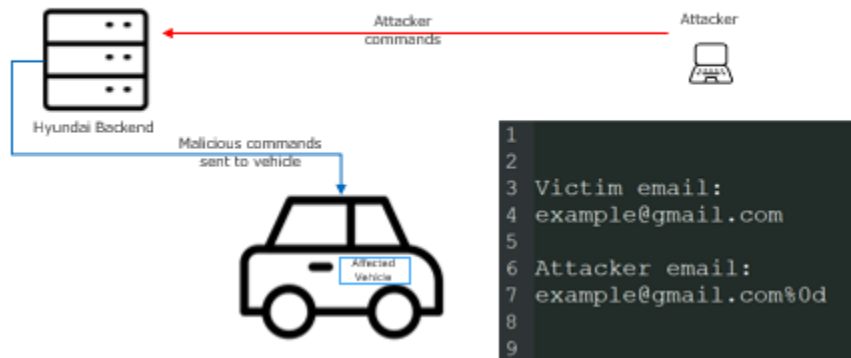 Attacker
commands
Attacker
Hyundai Backend
Malicious commands
sent to vehicle
Affected
Vehicle
1
2
3 Victim email:
4 example@gmail.com
5
6 Attacker email:
7 example@gmail.com%0d
8
9